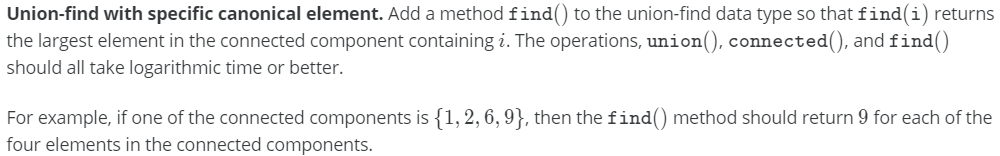 Union-find with specific canonical element. Add a method find() to the union-find data type so that find(i) returns
the largest element in the connected component containing i. The operations, union(), connected(), and find()
should all take logarithmic time or better.
For example, if one of the connected components is {1, 2, 6, 9}, then the find() method should return 9 for each of the
four elements in the connected components.